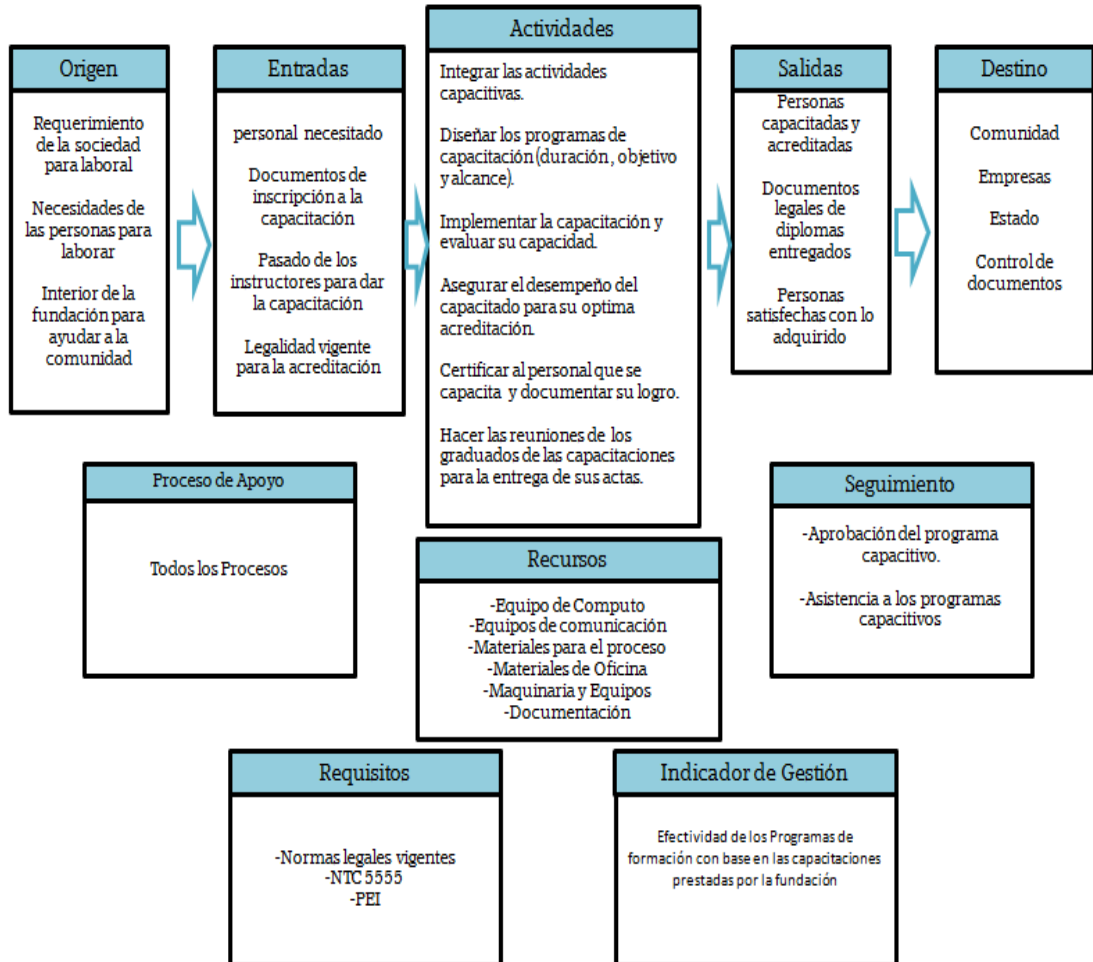 Origen
Requerimiento
de la sociedad
para laboral
Necesidades de
las personas para
laborar
Interior de la
fundación para
ayudar a la
comunidad
Entradas
personal necesitado
Documentos de
inscripción a la
capacitación
Pasado de los
instructores para dar
la capacitación
Legalidad vigente
para la acreditación
Actividades
Integrar las actividades
capacitivas.
Diseñar los programas de
capacitación (duración , objetivo
y alcance).
Implementar la capacitación y
evaluar su capacidad.
Asegurar el desempeño del
capacitado para su optima
acreditación.
Certificar al personal que se
capacita y documentar su logro.
Hacer las reuniones de los
graduados de las capacitaciones
para la entrega de sus actas.
Salidas
Personas
capacitadas y
acreditadas
Documentos
legales de
diplomas
entregados
Personas
satisfechas con lo
adquirido
Destino
Comunidad
Empresas
Estado
Control de
documentos
Proceso de Apoyo
Todos los Procesos
Recursos
-Equipo de Computo
-Equipos de comunicación
-Materiales para el proceso
-Materiales de Oficina
-Maquinaria y Equipos
-Documentación
Seguimiento
-Aprobación del programa
capacitivo.
-Asistencia a los programas
capacitivos
Requisitos
-Normas legales vigentes
-NTC 5555
-PEI
Indicador de Gestión
Efectividad de los Programas de
formación con base en las capacitaciones
prestadas por la fundación